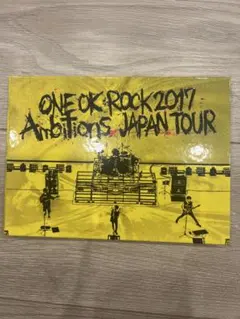 ONE OK ROCK 2017
Ambitions JAPAN TOUR